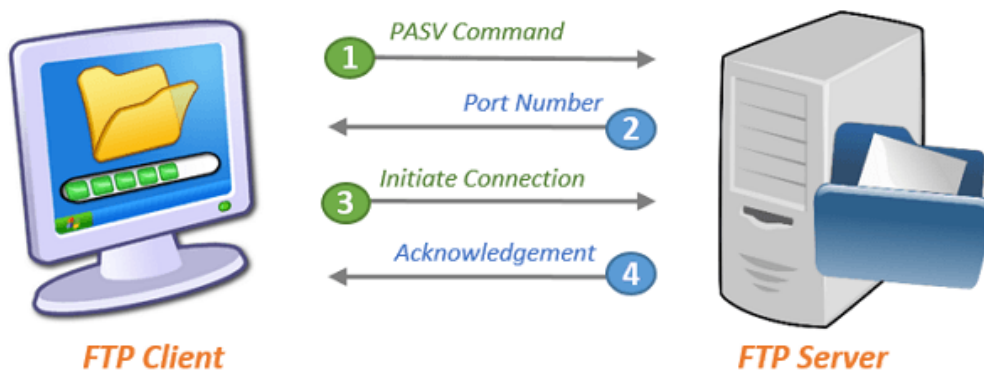 PASV Command
1
Port Number
2
Initiate Connection
3
Acknowledgement
4
FTP Client
FTP Server